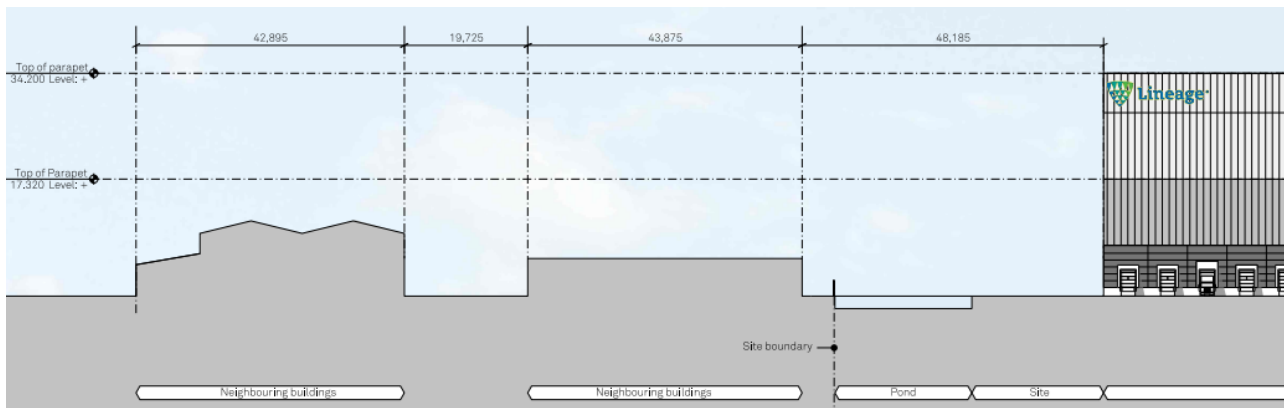 42,895 19,725 43,875 48,185
Top of parapet
34.200 Level: +
Lineage
Top of Parapet
17.320 Level: +
Site boundary
Neighbouring buildings Neighbouring buildings Pond Site